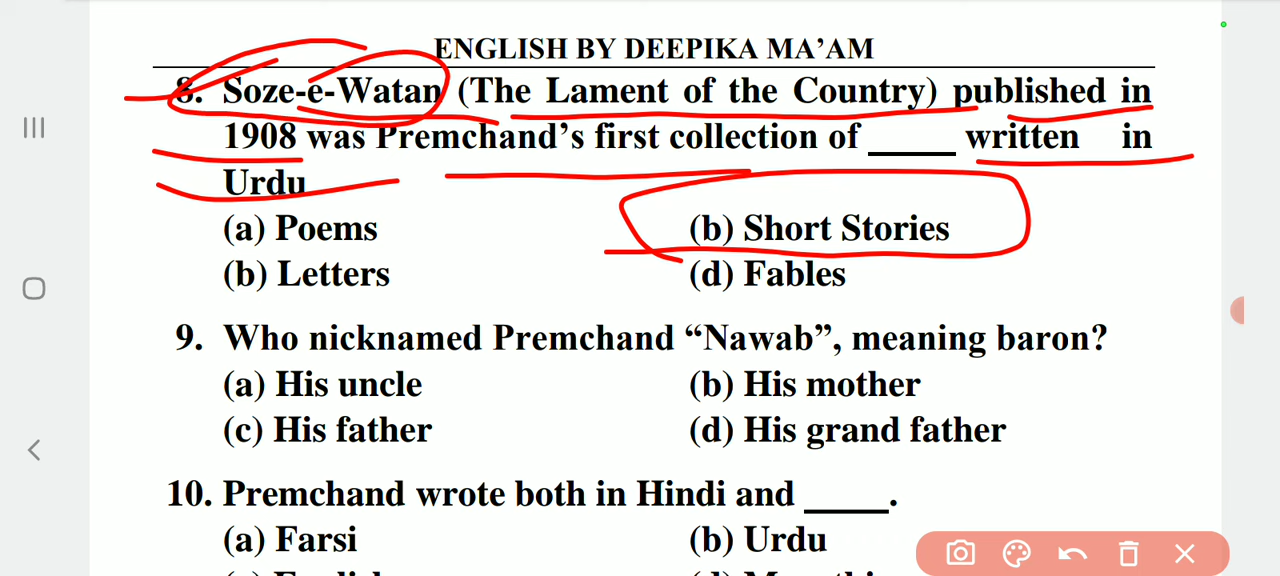 ENGLISH BY DEEPIKA MA'AM
8. Soze-e-Watan (The Lament of the Country) published in
1908 was Premchand's first collection of _____ written in
Urdu
(a) Poems (b) Short Stories
(b) Letters (d) Fables
9. Who nicknamed Premchand “Nawab”, meaning baron?
(a) His uncle (b) His mother
(c) His father (d) His grand father
10. Premchand wrote both in Hindi and _____.
(a) Farsi (b) Urdu